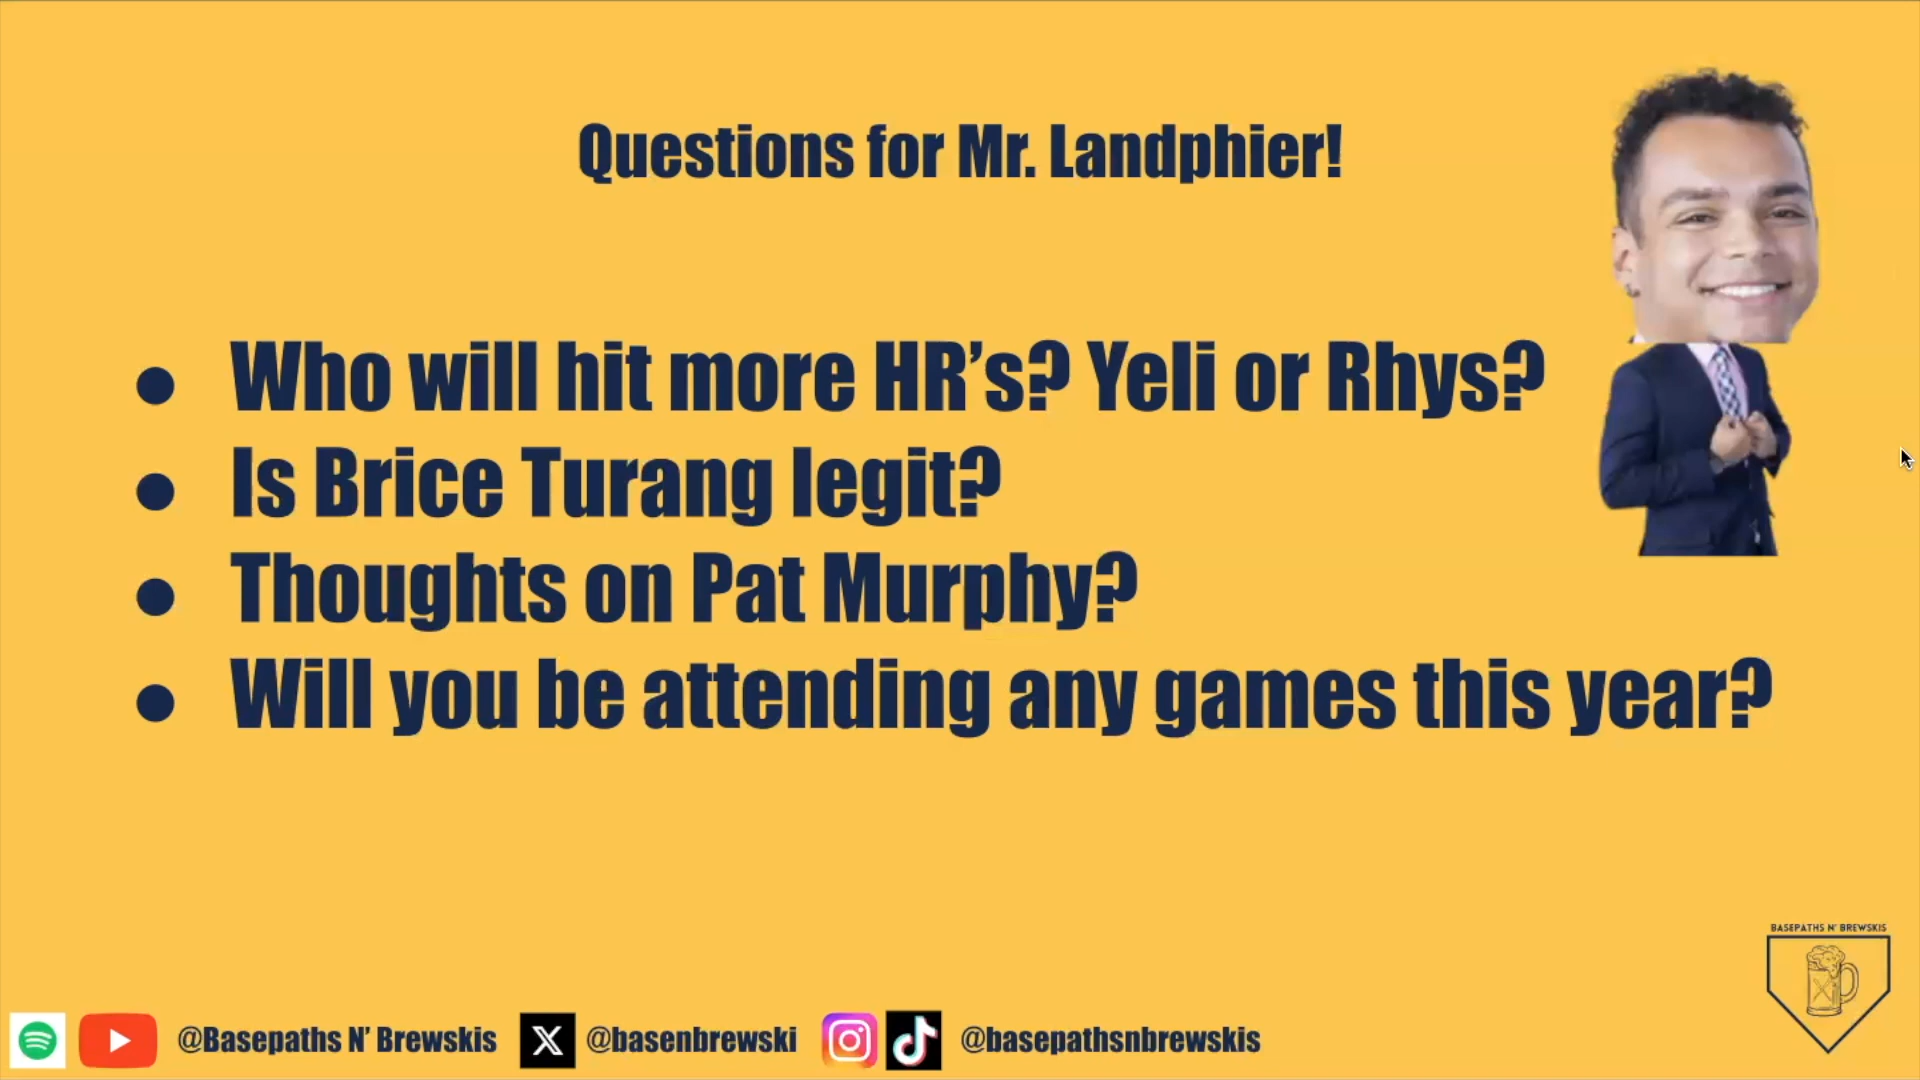 Questions for Mr. Landphier!
● Who will hit more HR’s? Yeli or Rhys?
● Is Brice Turang legit?
● Thoughts on Pat Murphy?
● Will you be attending any games this year?
BASEPATHS N' BREWSKIS
@Basepaths N’ Brewskis @basenbrewski @basepathsnbrewskis